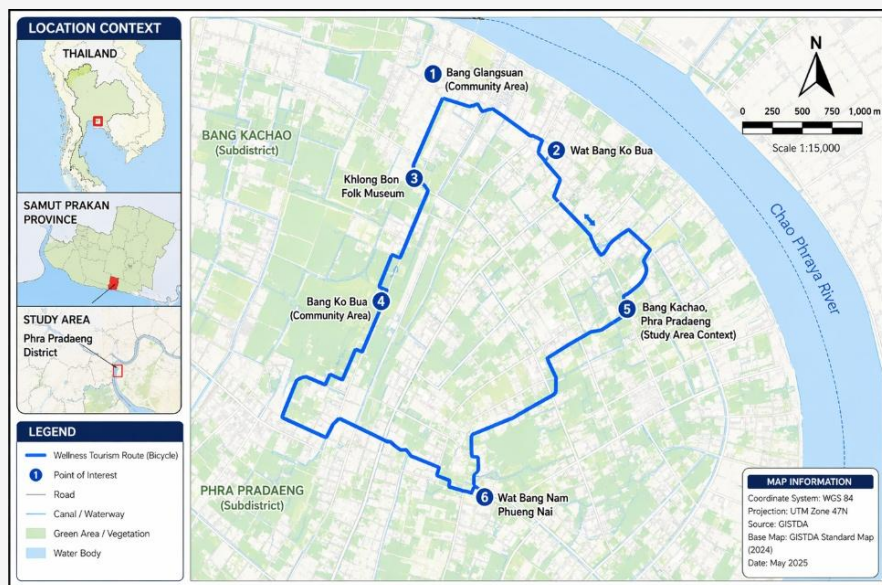 LOCATION CONTEXT
THAILAND
SAMUT PRAKAN
PROVINCE
STUDY AREA
Phra Pradaeng
District
LEGEND
Wellness Tourism Route (Bicycle)
1
Point of Interest
Road
Canal / Waterway
Green Area / Vegetation
Water Body
1
Bang Glangsuan
(Community Area)
BANG KACHAO
(Subdistrict)
2
Wat Bang Ko Bua
Khlong Bon
Folk Museum
3
Bang Ko Bua
(Community Area)
4
5
Bang Kachao,
Phra Pradaeng
(Study Area Context)
PHRA PRADAENG
(Subdistrict)
6
Wat Bang Nam
Phueng Nai
Chao Phraya River
N
0 250 500 750 1,000 m
Scale 1:15,000
MAP INFORMATION
Coordinate System: WGS 84
Projection: UTM Zone 47N
Source: GISTDA
Base Map: GISTDA Standard Map
(2024)
Date: May 2025